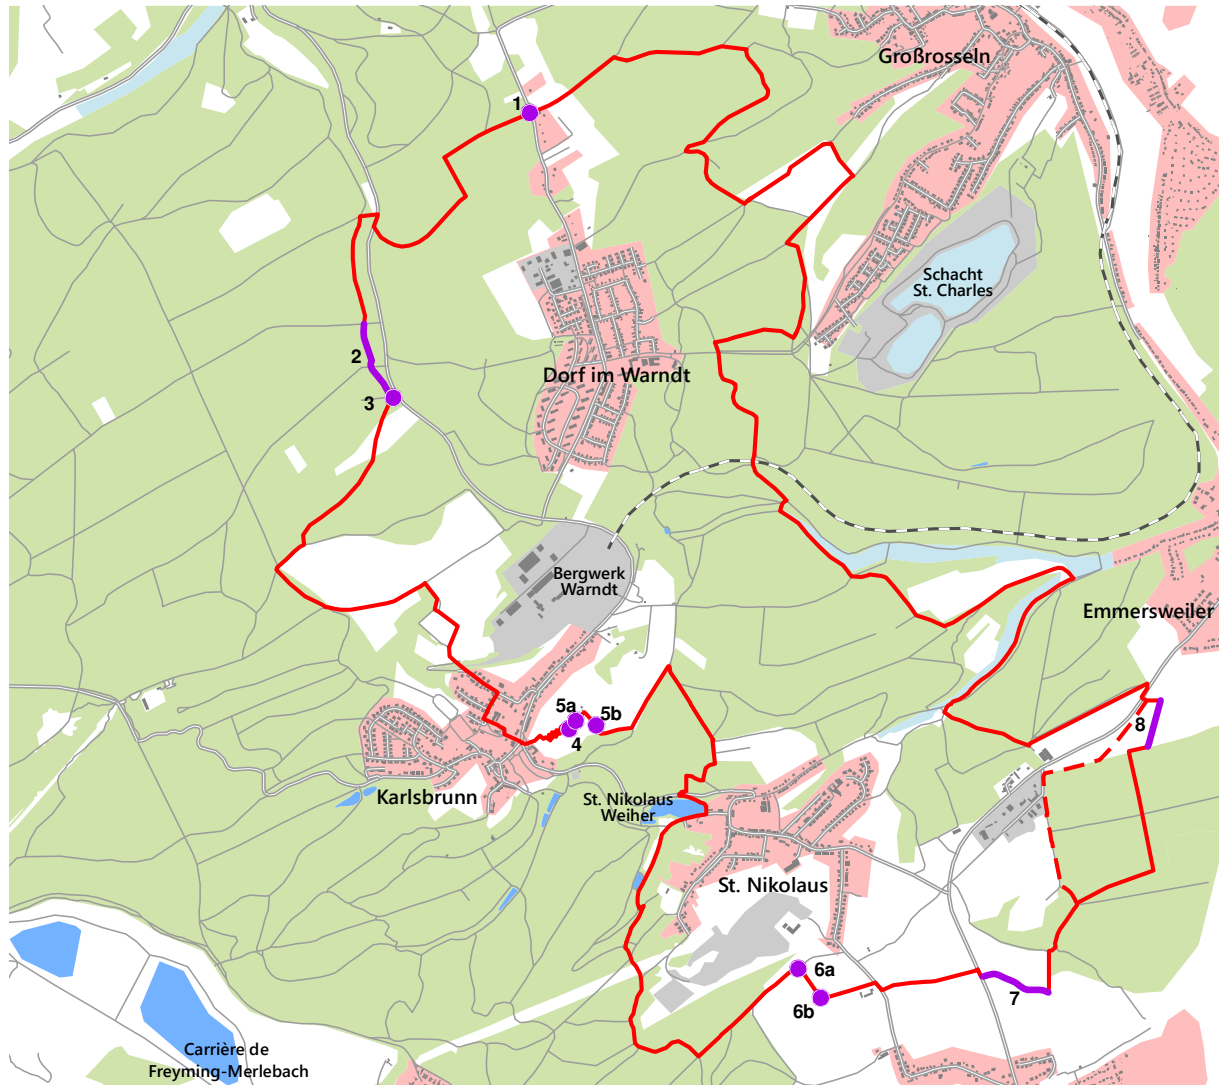 Großrosseln
1
Schacht
St. Charles
2
Dorf im Warndt
3
Bergwerk
Warndt
Emmersweiler
5a
5b
4
8
Karlsbrunn
St. Nikolaus
Weiher
St. Nikolaus
6a
6b
7
Carrière de
Freyming-Merlebach